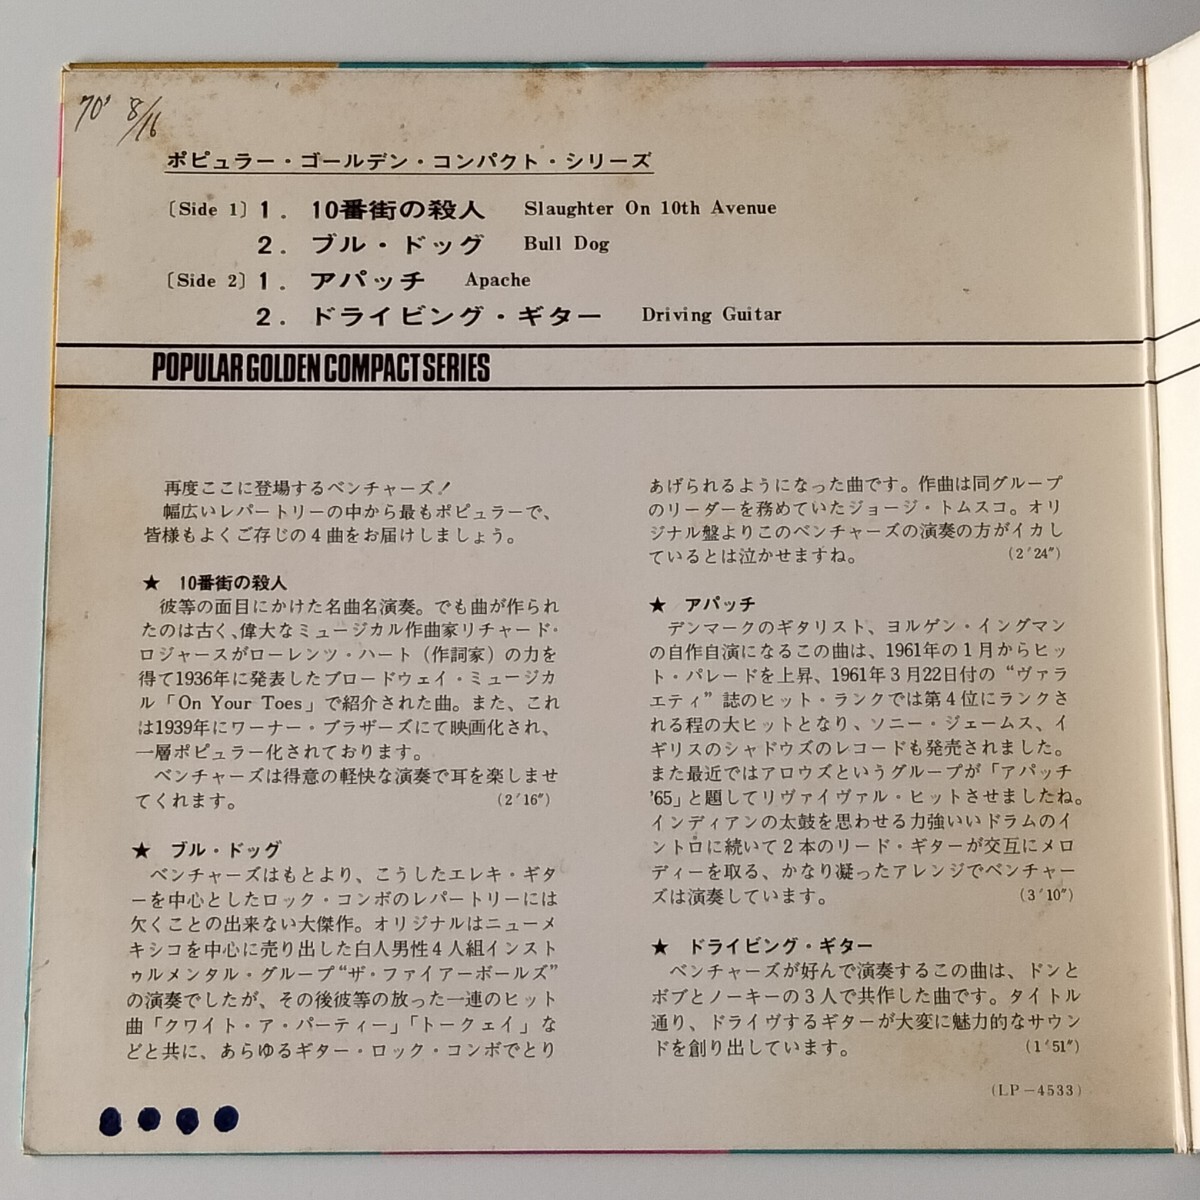 70' 8/16
ポピュラー・ゴールデン・コンパクト・シリーズ
〔Side 1〕 1． 10番街の殺人 Slaughter On 10th Avenue
2． ブル・ドッグ Bull Dog
〔Side 2〕 1． アパッチ Apache
2． ドライビング・ギター Driving Guitar
POPULAR GOLDEN COMPACT SERIES
再度ここに登場するベンチャーズ！
幅広いレパートリーの中から最もポピュラーで、
皆様もよくご存じの4曲をお届けしましょう。
★ 10番街の殺人
彼等の面目にかけた名曲名演奏。でも曲が作られ
たのは古く、偉大なミュージカル作曲家リチャード・
ロジャースがローレンツ・ハート（作詞家）の力を
得て1936年に発表したブロードウェイ・ミュージカ
ル「On Your Toes」で紹介された曲。また、これ
は1939年にワーナー・ブラザーズにて映画化され、
一層ポピュラー化されております。
ベンチャーズは得意の軽快な演奏で耳を楽しませ
てくれます。 (2′16″)
★ ブル・ドッグ
ベンチャーズはもとより、こうしたエレキ・ギタ
ーを中心としたロック・コンボのレパートリーには
欠くことの出来ない大傑作。オリジナルはニューメ
キシコを中心に売り出した白人男性4人組インスト
ゥルメンタル・グループ“ザ・ファイアーボールズ”
の演奏でしたが、その後彼等の放った一連のヒット
曲「クワイト・ア・パーティー」「トークェイ」な
どと共に、あらゆるギター・ロック・コンボでとり
あげられるようになった曲です。作曲は同グループ
のリーダーを務めていたジョージ・トムスコ。オリ
ジナル盤よりこのベンチャーズの演奏の方がイカし
ているとは泣かせますね。 (2′24″)
★ アパッチ
デンマークのギタリスト、ヨルゲン・イングマン
の自作自演になるこの曲は、1961年の1月からヒッ
ト・パレードを上昇、1961年3月22日付の“ヴァラ
エティ”誌のヒット・ランクでは第4位にランクさ
れる程の大ヒットとなり、ソニー・ジェームス、イ
ギリスのシャドウズのレコードも発売されました。
また最近ではアロウズというグループが「アパッチ
'65」と題してリヴァイヴァル・ヒットさせましたね。
インディアンの太鼓を思わせる力強いいドラムのイ
ントロに続いて2本のリード・ギターが交互にメロ
ディーを取る、かなり凝ったアレンジでベンチャー
ズは演奏しています。 (3′10″)
★ ドライビング・ギター
ベンチャーズが好んで演奏するこの曲は、ドンと
ボブとノーキーの3人で共作した曲です。タイトル
通り、ドライヴするギターが大変に魅力的なサウン
ドを創り出しています。 (1′51″)
(LP－4533)